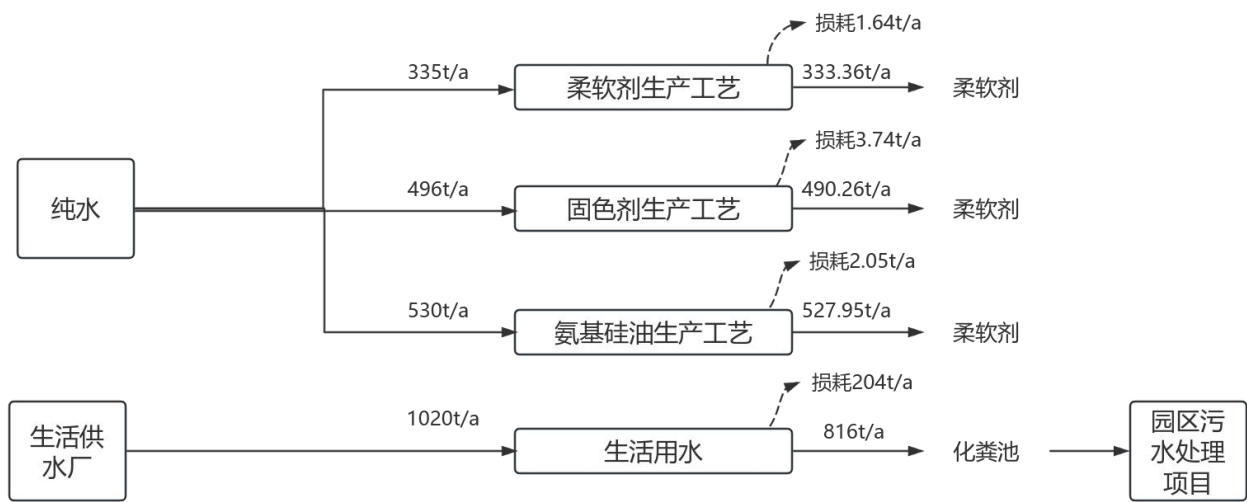 损耗1.64t/a
335t/a
柔软剂生产工艺
333.36t/a
柔软剂
损耗3.74t/a
纯水
496t/a
固色剂生产工艺
490.26t/a
柔软剂
损耗2.05t/a
530t/a
氨基硅油生产工艺
527.95t/a
柔软剂
损耗204t/a
生活供
水厂
1020t/a
生活用水
816t/a
化粪池
园区污
水处理
项目